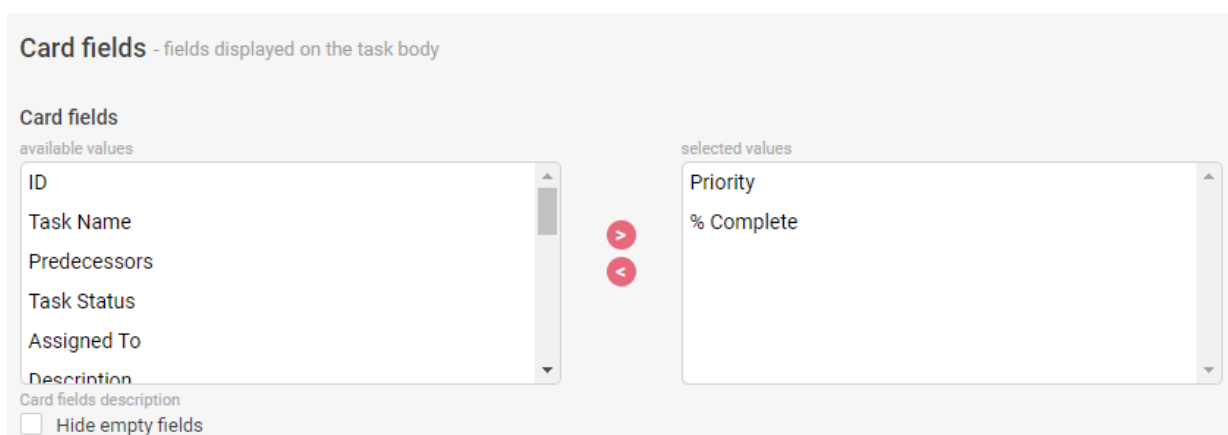 Card fields - fields displayed on the task body
Card fields
available values
selected values
ID
Task Name
Predecessors
Task Status
Assigned To
Description
>
<
Priority
% Complete
Card fields description
Hide empty fields